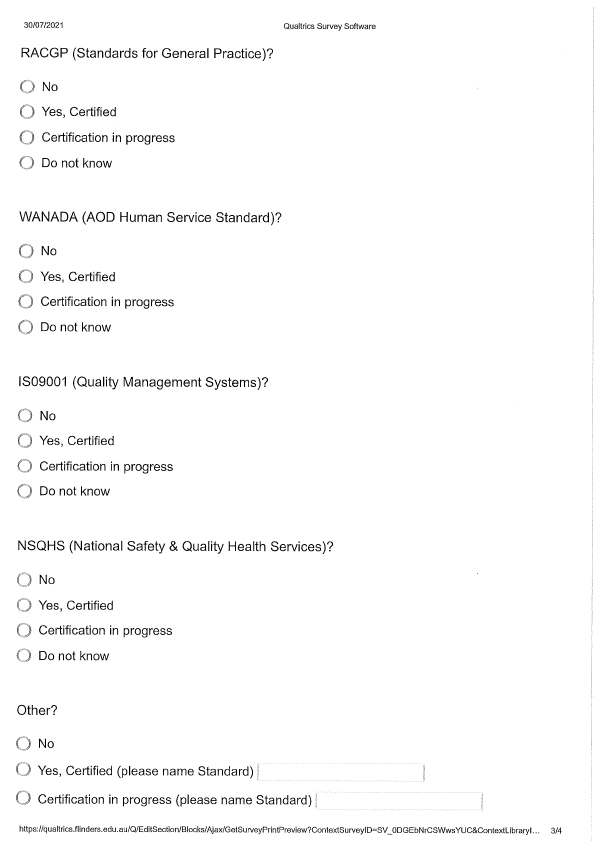 30/07/2021 Qualtrics Survey Software
RACGP (Standards for General Practice)?
No
Yes, Certified
Certification in progress
Do not know
WANADA (AOD Human Service Standard)?
No
Yes, Certified
Certification in progress
Do not know
IS09001 (Quality Management Systems)?
No
Yes, Certified
Certification in progress
Do not know
NSQHS (National Safety & Quality Health Services)?
No
Yes, Certified
Certification in progress
Do not know
Other?
No
Yes, Certified (please name Standard)
Certification in progress (please name Standard)
https://qualtrics.flinders.edu.au/Q/EditSection/Blocks/Ajax/GetSurveyPrintPreview?ContextSurveyID=SV_0DGEbNrCSWwsYUC&ContextLibraryI... 3/4